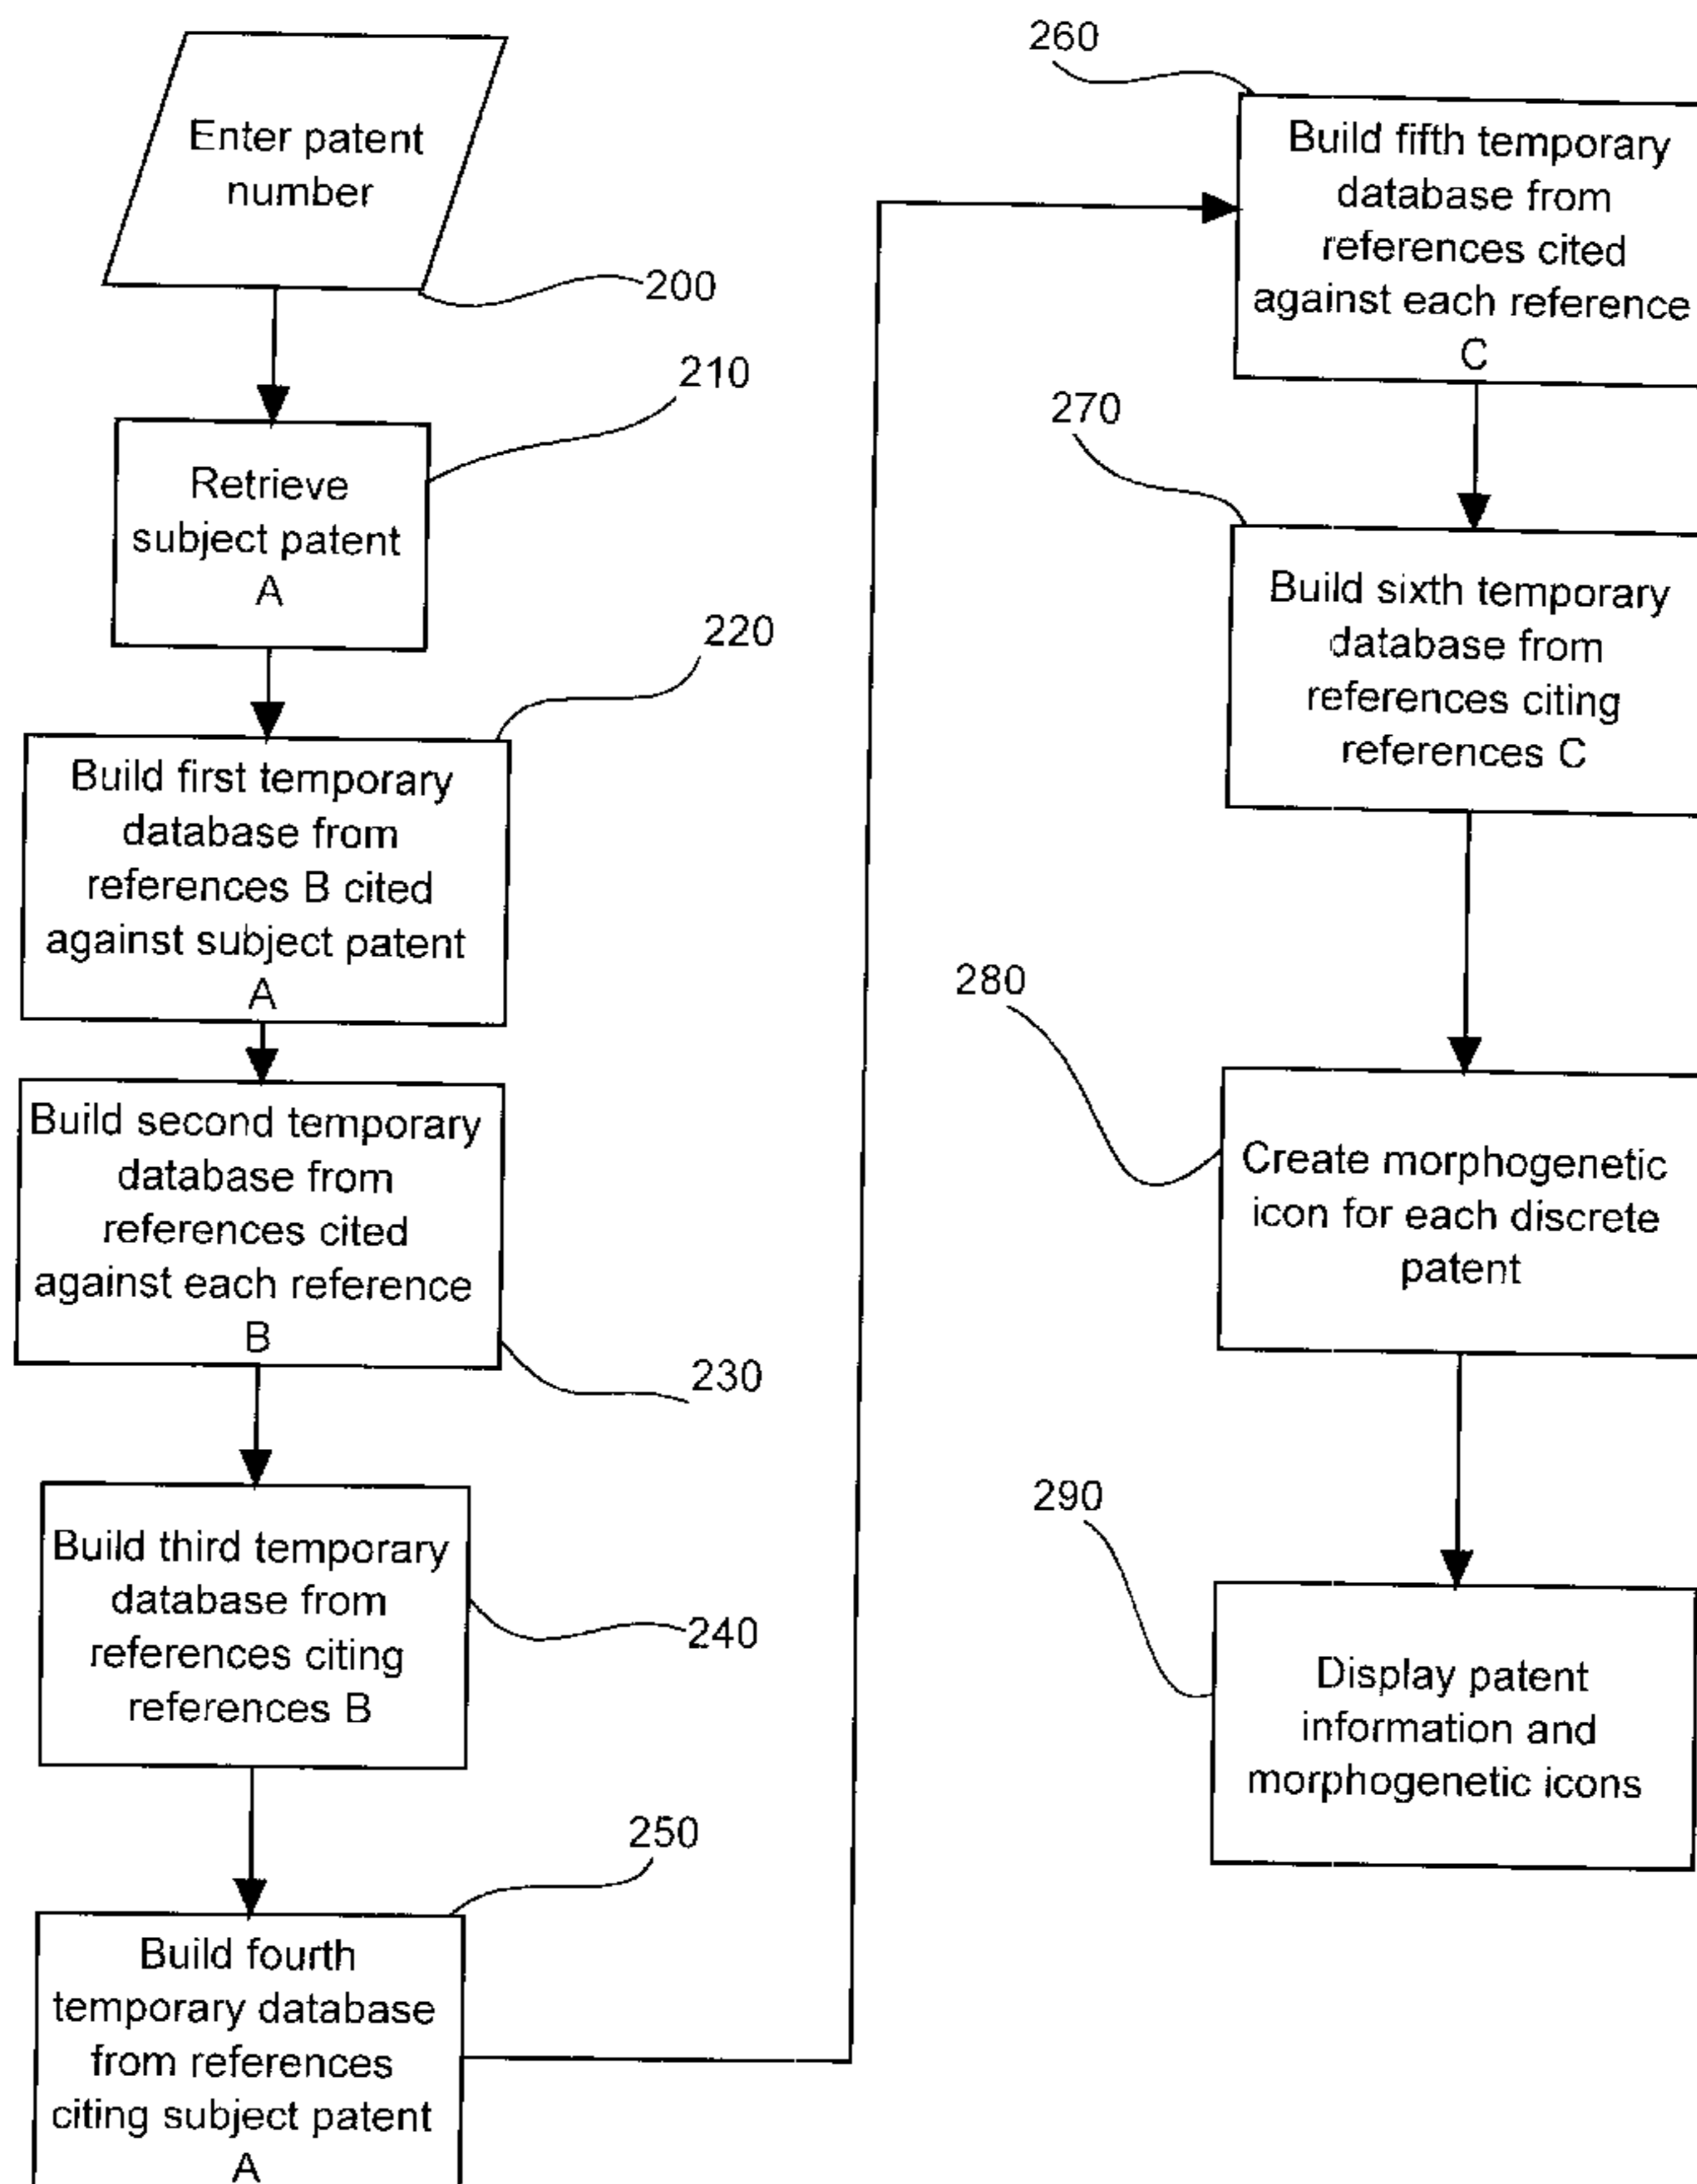 Enter patent
number
200
210
Retrieve
subject patent
A
220
Build first temporary
database from
references B cited
against subject patent
A
Build second temporary
database from
references cited
against each reference
B
230
Build third temporary
database from
references citing
references B
240
250
Build fourth
temporary database
from references
citing subject patent
A
260
Build fifth temporary
database from
references cited
against each reference
C
270
Build sixth temporary
database from
references citing
references C
280
Create morphogenetic
icon for each discrete
patent
290
Display patent
information and
morphogenetic icons